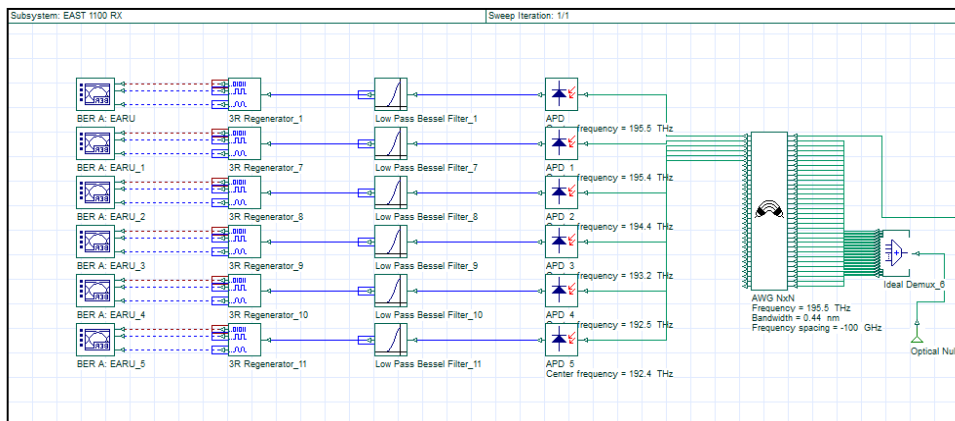 Subsystem: EAST 1100 RX
Sweep Iteration: 1/1
BER A: EARU
3R Regenerator_1
Low Pass Bessel Filter_1
APD
Center frequency = 195.5 THz
BER A: EARU_1
3R Regenerator_7
Low Pass Bessel Filter_7
APD 1
Center frequency = 195.4 THz
BER A: EARU_2
3R Regenerator_8
Low Pass Bessel Filter_8
APD 2
Center frequency = 194.4 THz
BER A: EARU_3
3R Regenerator_9
Low Pass Bessel Filter_9
APD 3
Center frequency = 193.2 THz
BER A: EARU_4
3R Regenerator_10
Low Pass Bessel Filter_10
APD 4
Center frequency = 192.5 THz
BER A: EARU_5
3R Regenerator_11
Low Pass Bessel Filter_11
APD 5
Center frequency = 192.4 THz
AWG NxN
Frequency = 195.5 THz
Bandwidth = 0.44 nm
Frequency spacing = -100 GHz
Ideal Demux_6
Optical Nul